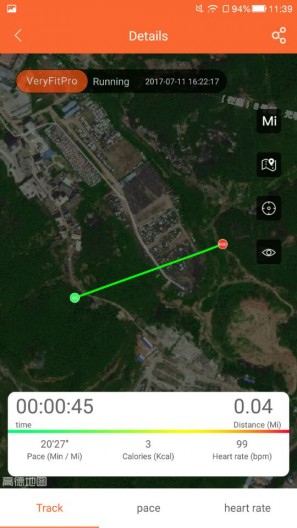 94% 11:39
Details
VeryFitPro Running 2017-07-11 16:22:17
Mi
00:00:45 0.04
time Distance (Mi)
20'27" 3 99
Pace (Min / Mi) Calories (Kcal) Heart rate (bpm)
高德地图
Track pace heart rate